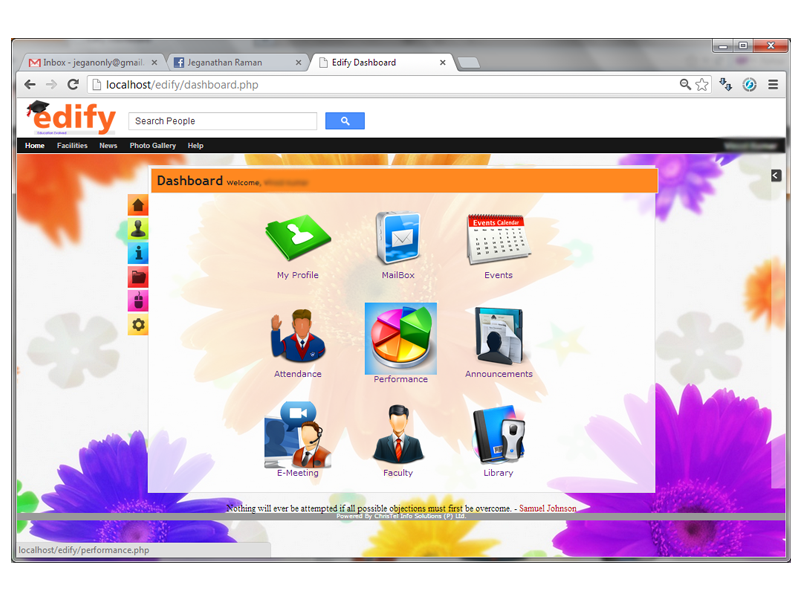 Inbox - jeganonly@gmail.
Jeganathan Raman
Edify Dashboard
localhost/edify/dashboard.php
edify
Search People
Home Facilities News Photo Gallery Help
Dashboard Welcome,
Events Calendar
My Profile MailBox Events
Attendance Performance Announcements
E-Meeting Faculty Library
Nothing will ever be attempted if all possible objections must first be overcome. - Samuel Johnson
Powered By ChrisTel Info Solutions (P) Ltd.
localhost/edify/performance.php